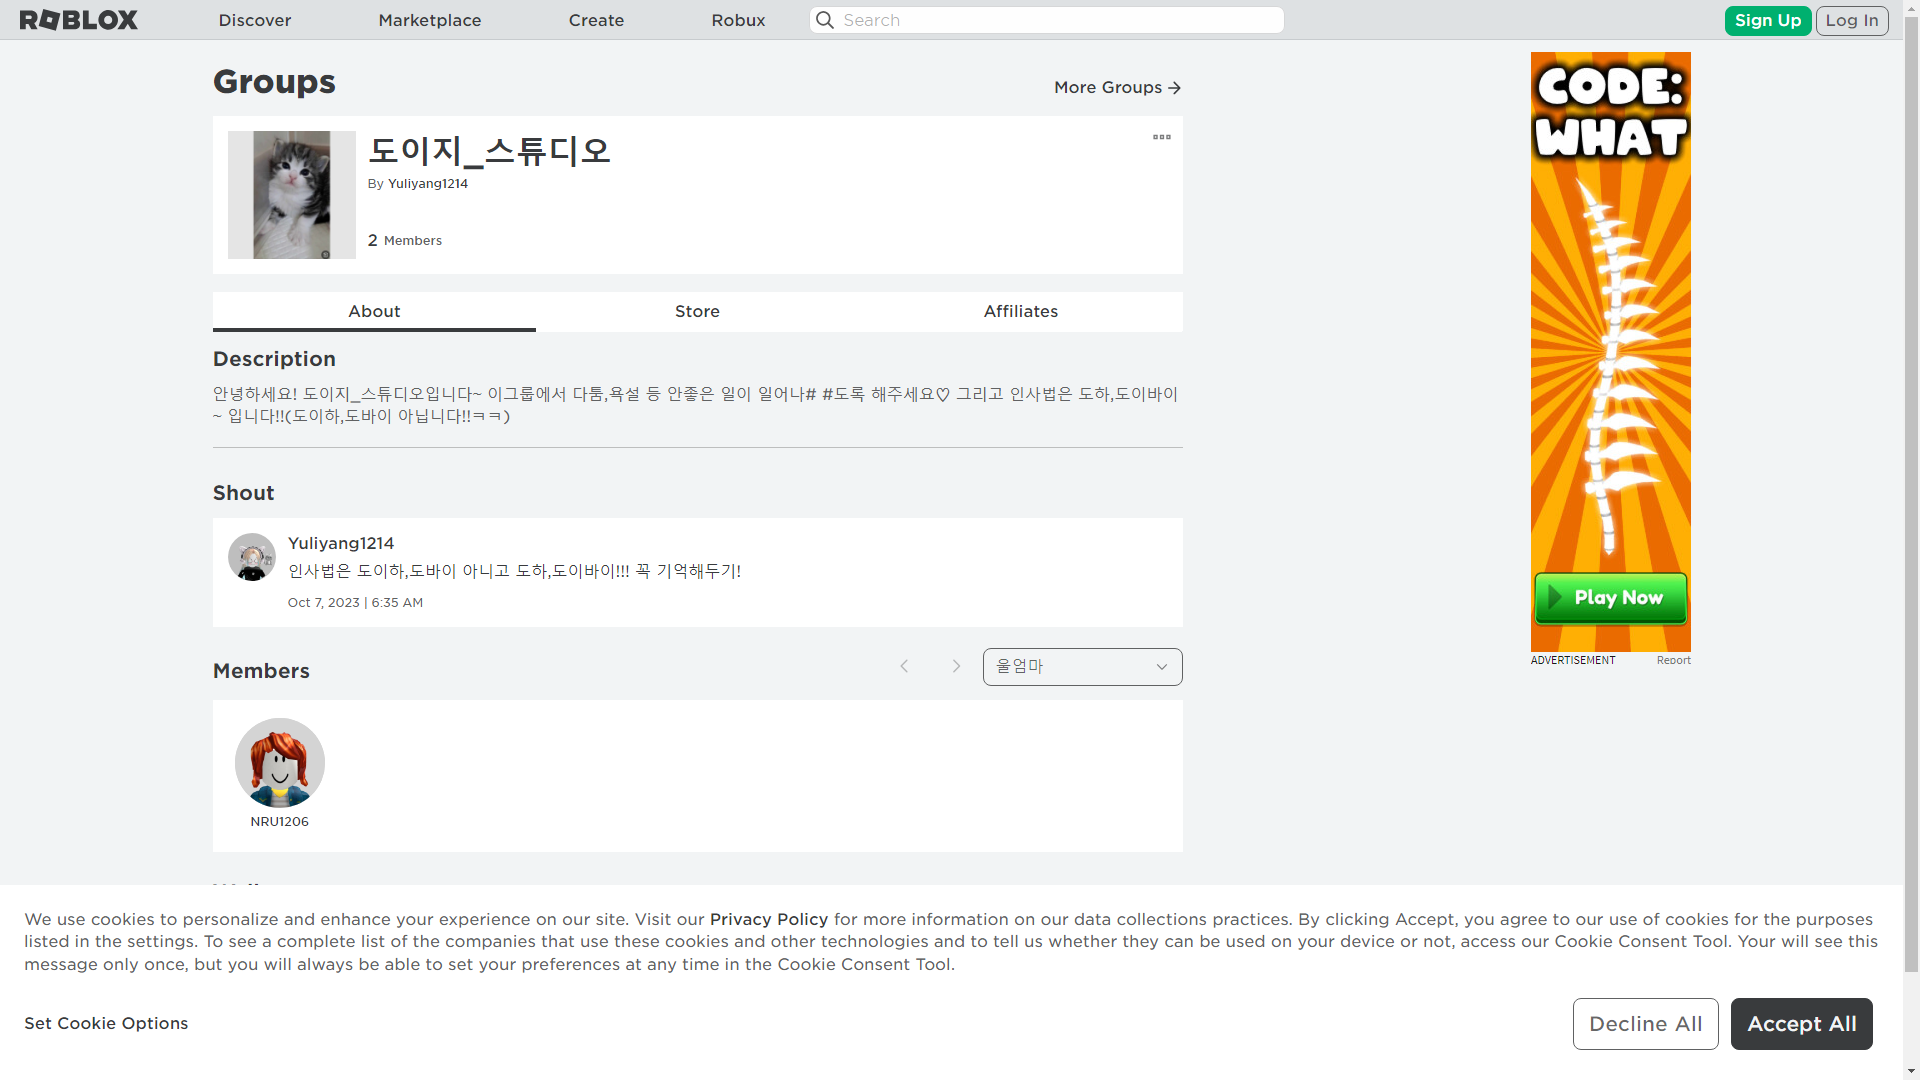 ROBLOX
Discover
Marketplace
Create
Robux
Search
Sign Up
Log In
Groups
More Groups
도이지_스튜디오
By Yuliyang1214
2 Members
About
Store
Affiliates
Description
안녕하세요! 도이지_스튜디오입니다~ 이그룹에서 다툼,욕설 등 안좋은 일이 일어나# #도록 해주세요♡ 그리고 인사법은 도하,도이바이
~ 입니다!!(도이하,도바이 아닙니다!!ㅋㅋ)
Shout
Yuliyang1214
인사법은 도이하,도바이 아니고 도하,도이바이!!! 꼭 기억해두기!
Oct 7, 2023 | 6:35 AM
Members
울엄마
NRU1206
CODE:
WHAT
Play Now
ADVERTISEMENT
Report
We use cookies to personalize and enhance your experience on our site. Visit our Privacy Policy for more information on our data collections practices. By clicking Accept, you agree to our use of cookies for the purposes
listed in the settings. To see a complete list of the companies that use these cookies and other technologies and to tell us whether they can be used on your device or not, access our Cookie Consent Tool. Your will see this
message only once, but you will always be able to set your preferences at any time in the Cookie Consent Tool.
Set Cookie Options
Decline All
Accept All